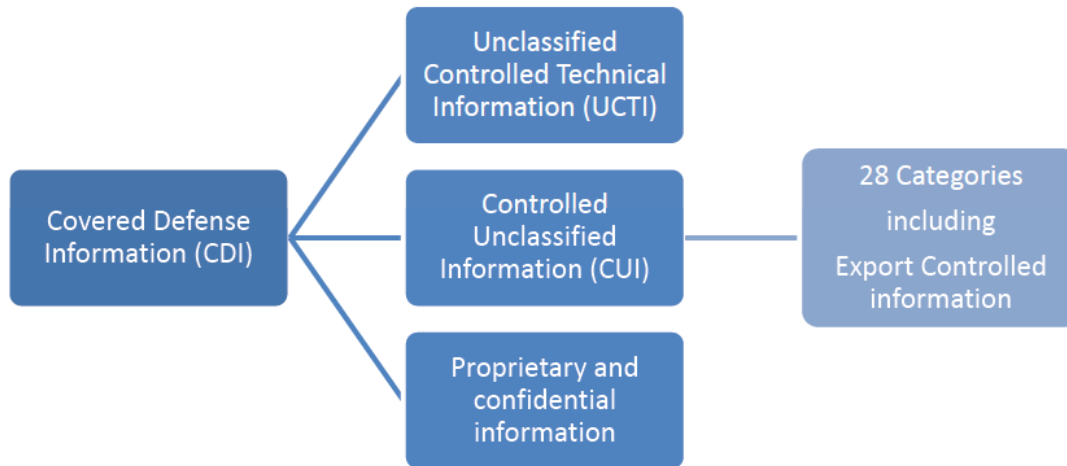 Covered Defense
Information (CDI)
Unclassified
Controlled Technical
Information (UCTI)
Controlled
Unclassified
Information (CUI)
Proprietary and
confidential
information
28 Categories
including
Export Controlled
information